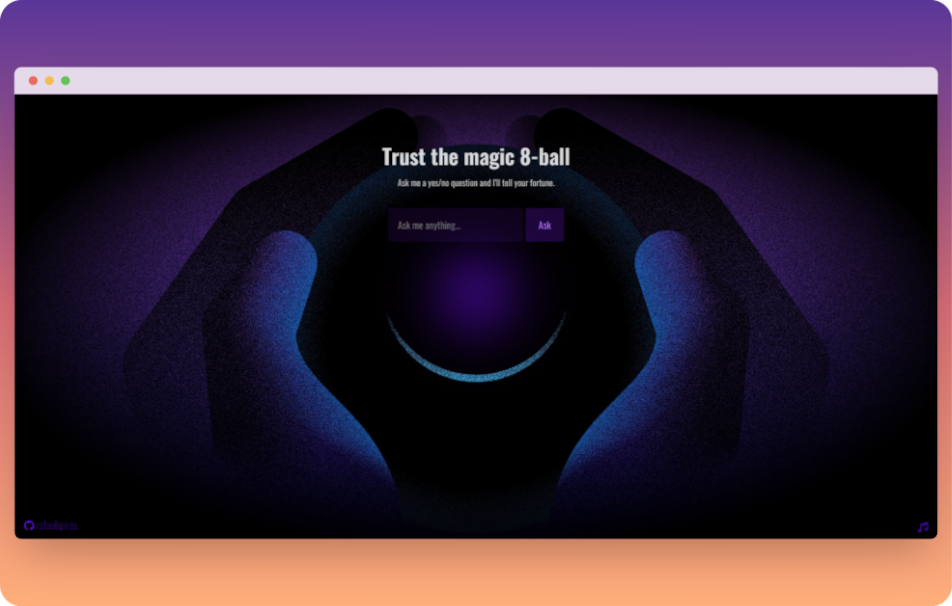 Trust the magic 8-ball
Ask me a yes/no question and I'll tell your fortune.
Ask me anything...
Ask